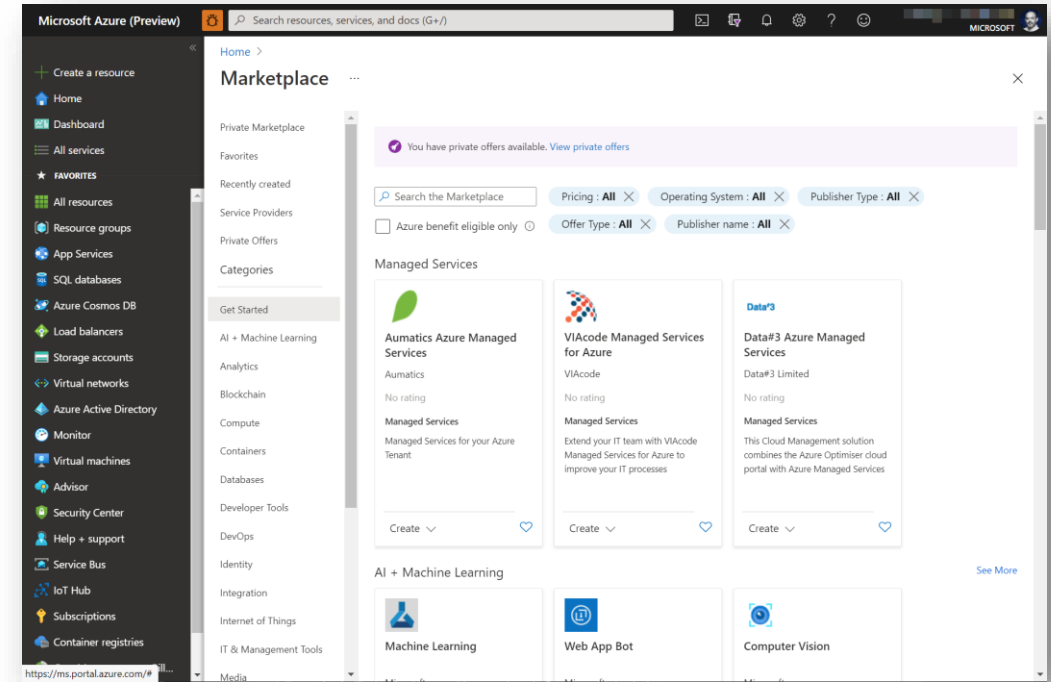 Microsoft Azure (Preview)
Search resources, services, and docs (G+/)
MICROSOFT
Create a resource
Home
Dashboard
All services
FAVORITES
All resources
Resource groups
App Services
SQL databases
Azure Cosmos DB
Load balancers
Storage accounts
Virtual networks
Azure Active Directory
Monitor
Virtual machines
Advisor
Security Center
Help + support
Service Bus
IoT Hub
Subscriptions
Container registries
https://ms.portal.azure.com/#
Home >
Marketplace ...
Private Marketplace
Favorites
Recently created
Service Providers
Private Offers
Categories
Get Started
AI + Machine Learning
Analytics
Blockchain
Compute
Containers
Databases
Developer Tools
DevOps
Identity
Integration
Internet of Things
IT & Management Tools
Media
You have private offers available. View private offers
Search the Marketplace
Pricing : All
Operating System : All
Publisher Type : All
Azure benefit eligible only
Offer Type : All
Publisher name : All
Managed Services
Aumatics Azure Managed
Services
Aumatics
No rating
Managed Services
Managed Services for your Azure
Tenant
Create
VIAcode Managed Services
for Azure
VIAcode
No rating
Managed Services
Extend your IT team with VIAcode
Managed Services for Azure to
improve your IT processes
Create
Data#3
Data#3 Azure Managed
Services
Data#3 Limited
No rating
Managed Services
This Cloud Management solution
combines the Azure Optimiser cloud
portal with Azure Managed Services
Create
AI + Machine Learning
See More
Machine Learning
Web App Bot
Computer Vision